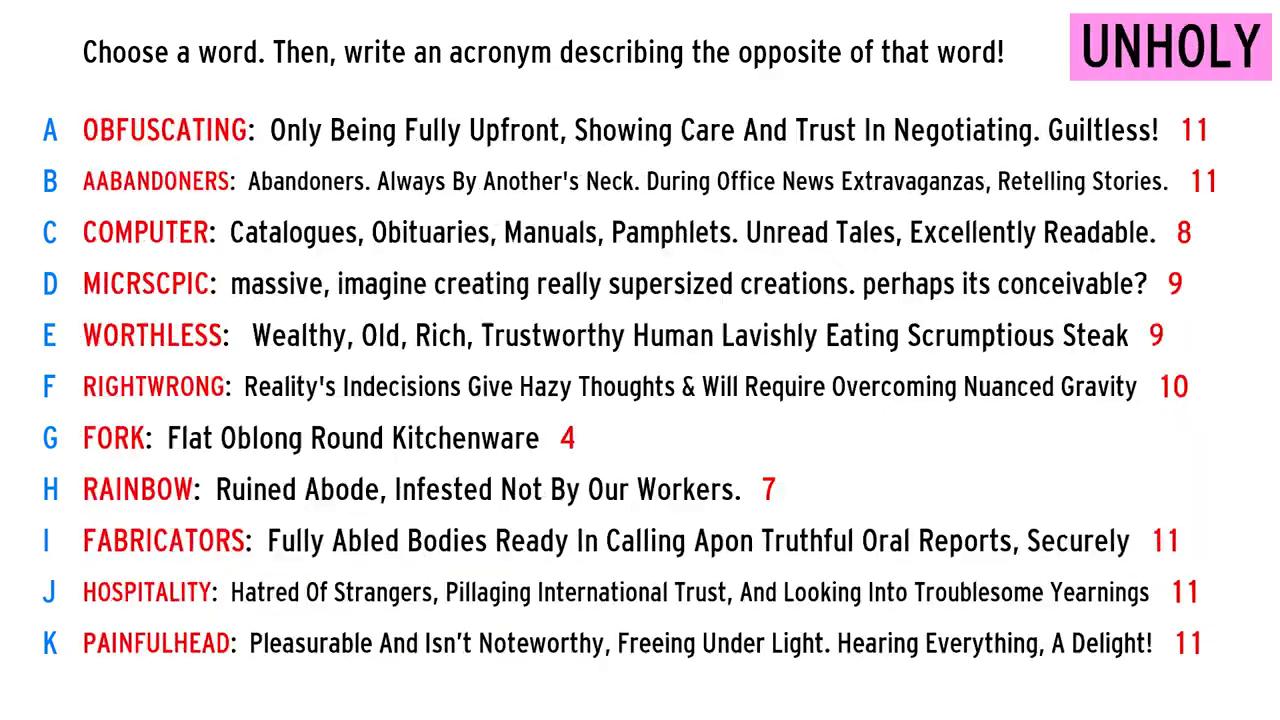 Choose a word. Then, write an acronym describing the opposite of that word!
UNHOLY
A OBFUSCATING: Only Being Fully Upfront, Showing Care And Trust In Negotiating. Guiltless! 11
B AABANDONERS: Abandoners. Always By Another's Neck. During Office News Extravaganzas, Retelling Stories. 11
C COMPUTER: Catalogues, Obituaries, Manuals, Pamphlets. Unread Tales, Excellently Readable. 8
D MICRSCPIC: massive, imagine creating really supersized creations. perhaps its conceivable? 9
E WORTHLESS: Wealthy, Old, Rich, Trustworthy Human Lavishly Eating Scrumptious Steak 9
F RIGHTWRONG: Reality's Indecisions Give Hazy Thoughts & Will Require Overcoming Nuanced Gravity 10
G FORK: Flat Oblong Round Kitchenware 4
H RAINBOW: Ruined Abode, Infested Not By Our Workers. 7
I FABRICATORS: Fully Abled Bodies Ready In Calling Apon Truthful Oral Reports, Securely 11
J HOSPITALITY: Hatred Of Strangers, Pillaging International Trust, And Looking Into Troublesome Yearnings 11
K PAINFULHEAD: Pleasurable And Isn’t Noteworthy, Freeing Under Light. Hearing Everything, A Delight! 11